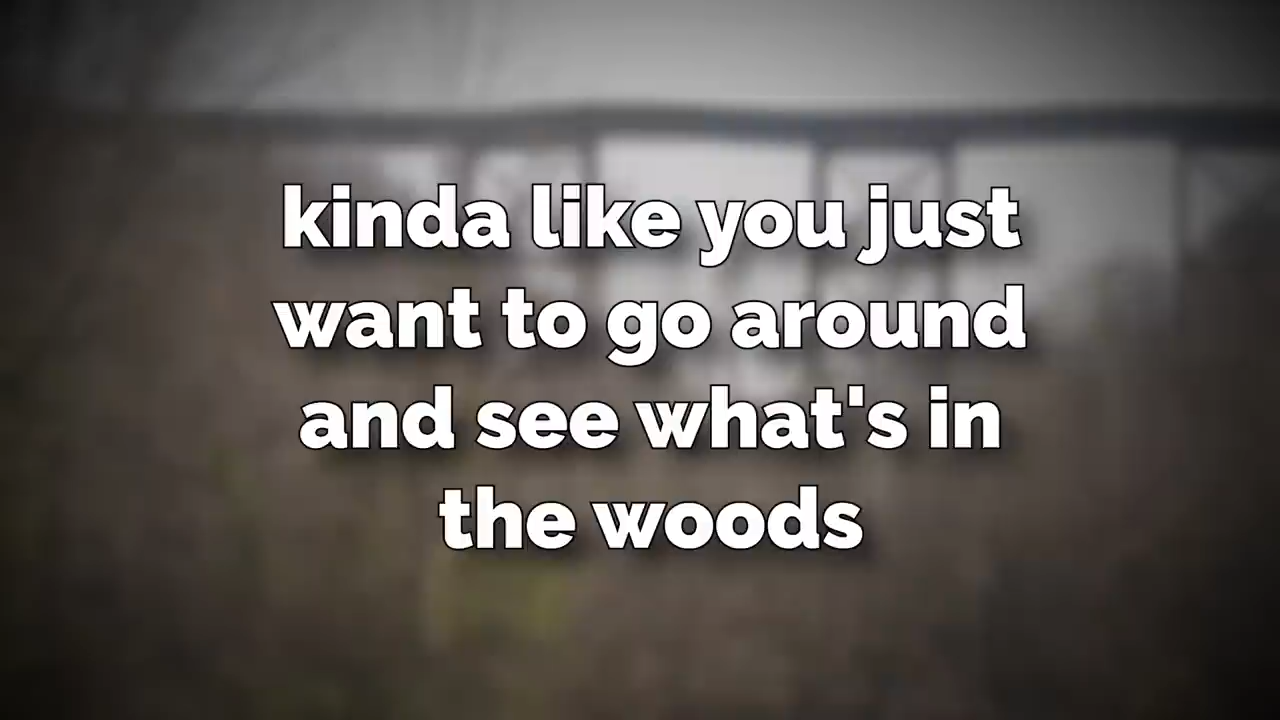 kinda like you just
want to go around
and see what's in
the woods